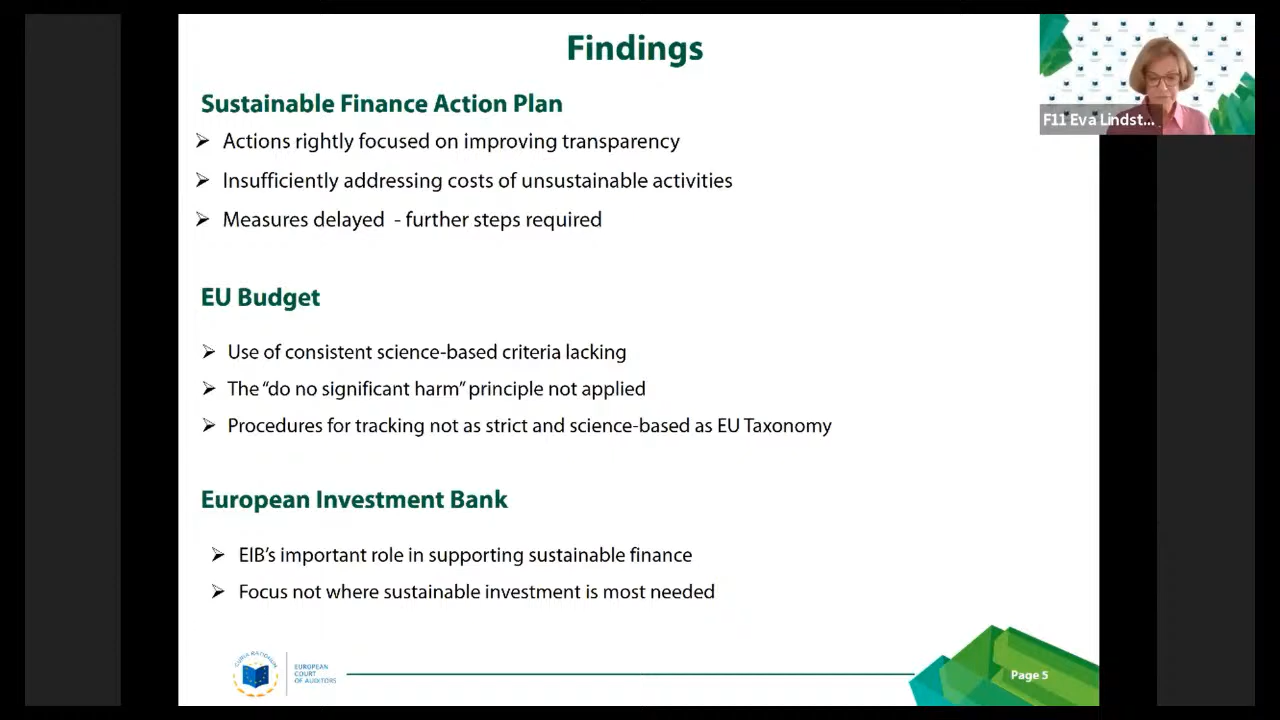 Findings
F11 Eva Lindst...
Sustainable Finance Action Plan
Actions rightly focused on improving transparency
Insufficiently addressing costs of unsustainable activities
Measures delayed - further steps required
EU Budget
Use of consistent science-based criteria lacking
The “do no significant harm” principle not applied
Procedures for tracking not as strict and science-based as EU Taxonomy
European Investment Bank
EIB’s important role in supporting sustainable finance
Focus not where sustainable investment is most needed
CURIA RATIONUM
EUROPEAN
COURT
OF AUDITORS
Page 5